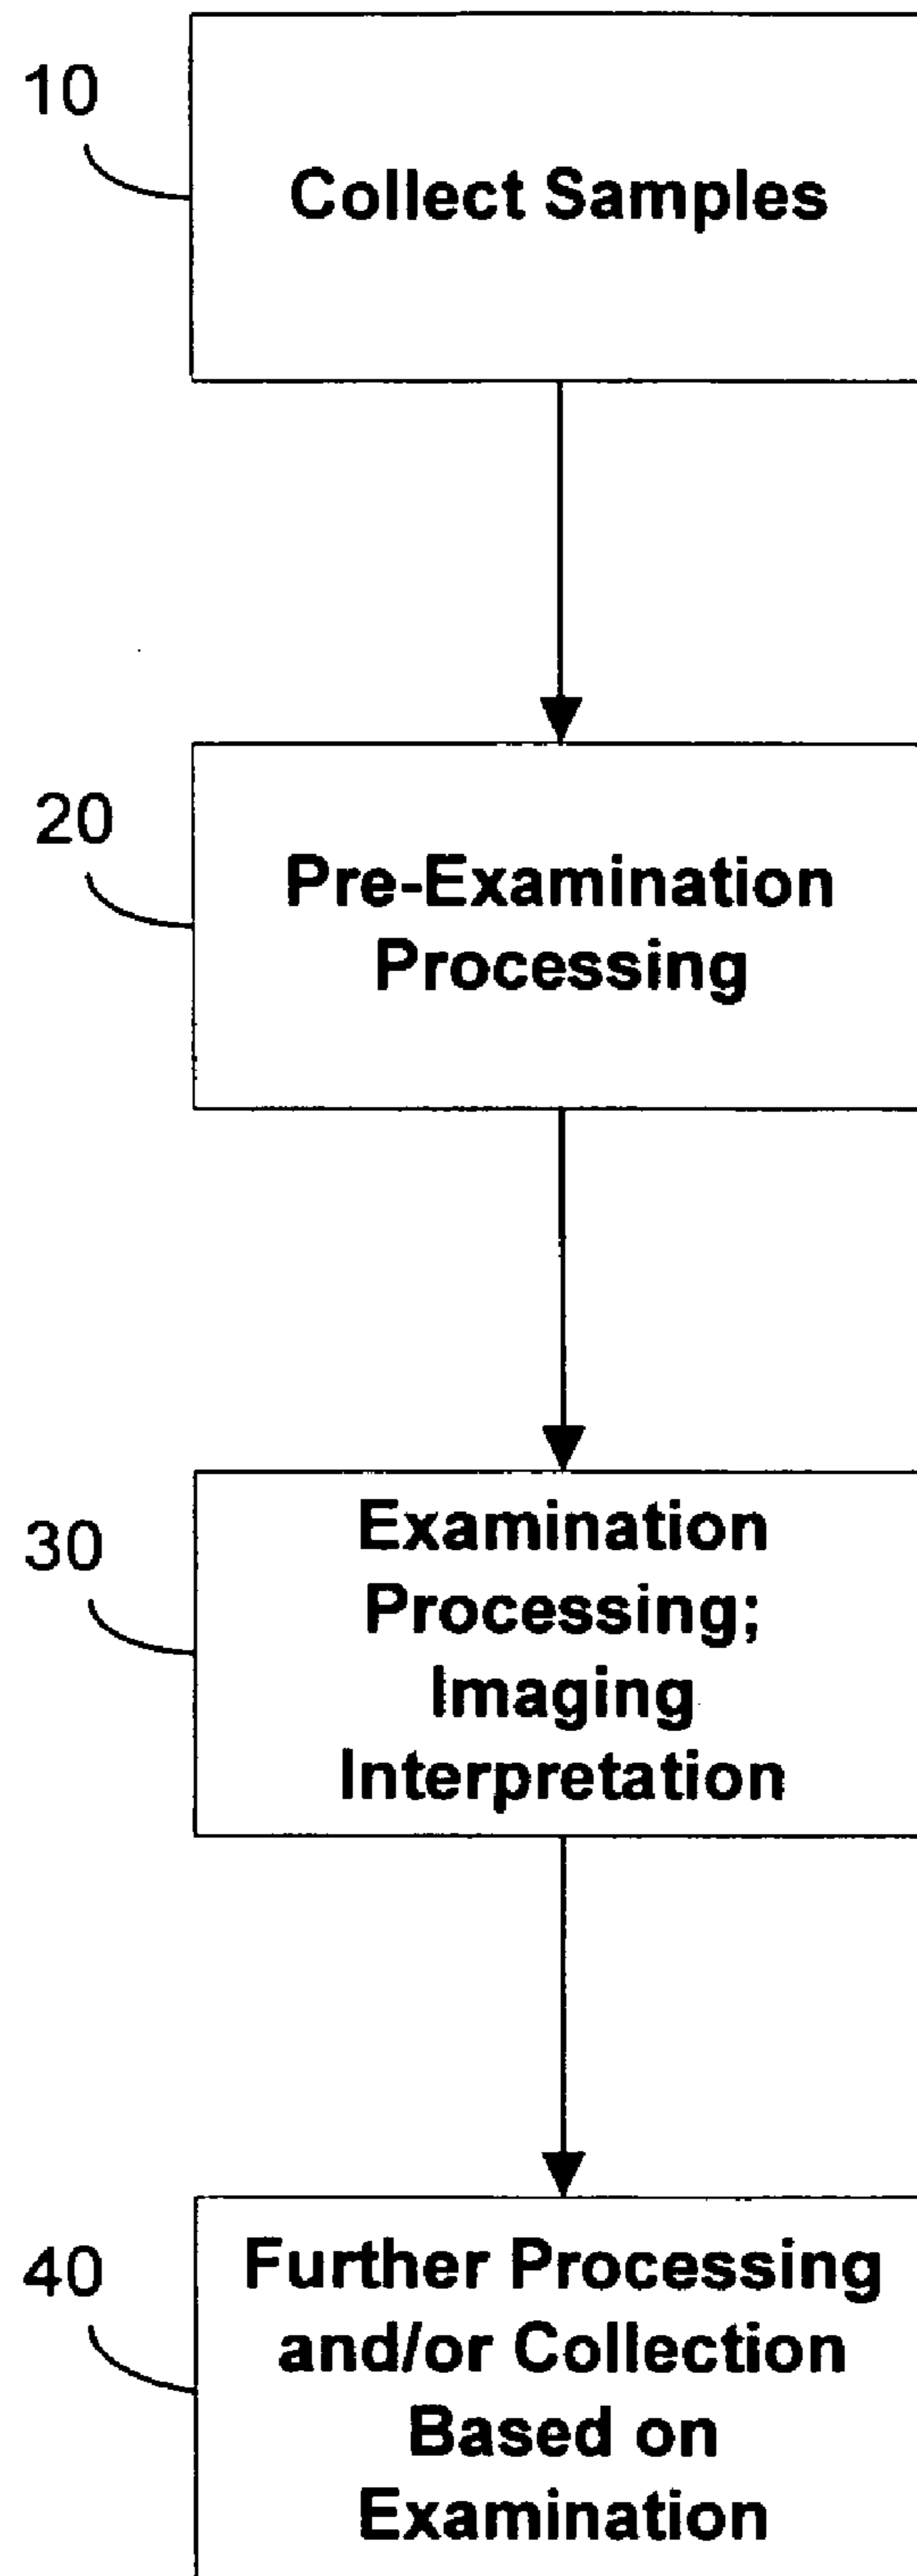 10
Collect Samples
20
Pre-Examination
Processing
30
Examination
Processing;
Imaging
Interpretation
40
Further Processing
and/or Collection
Based on
Examination